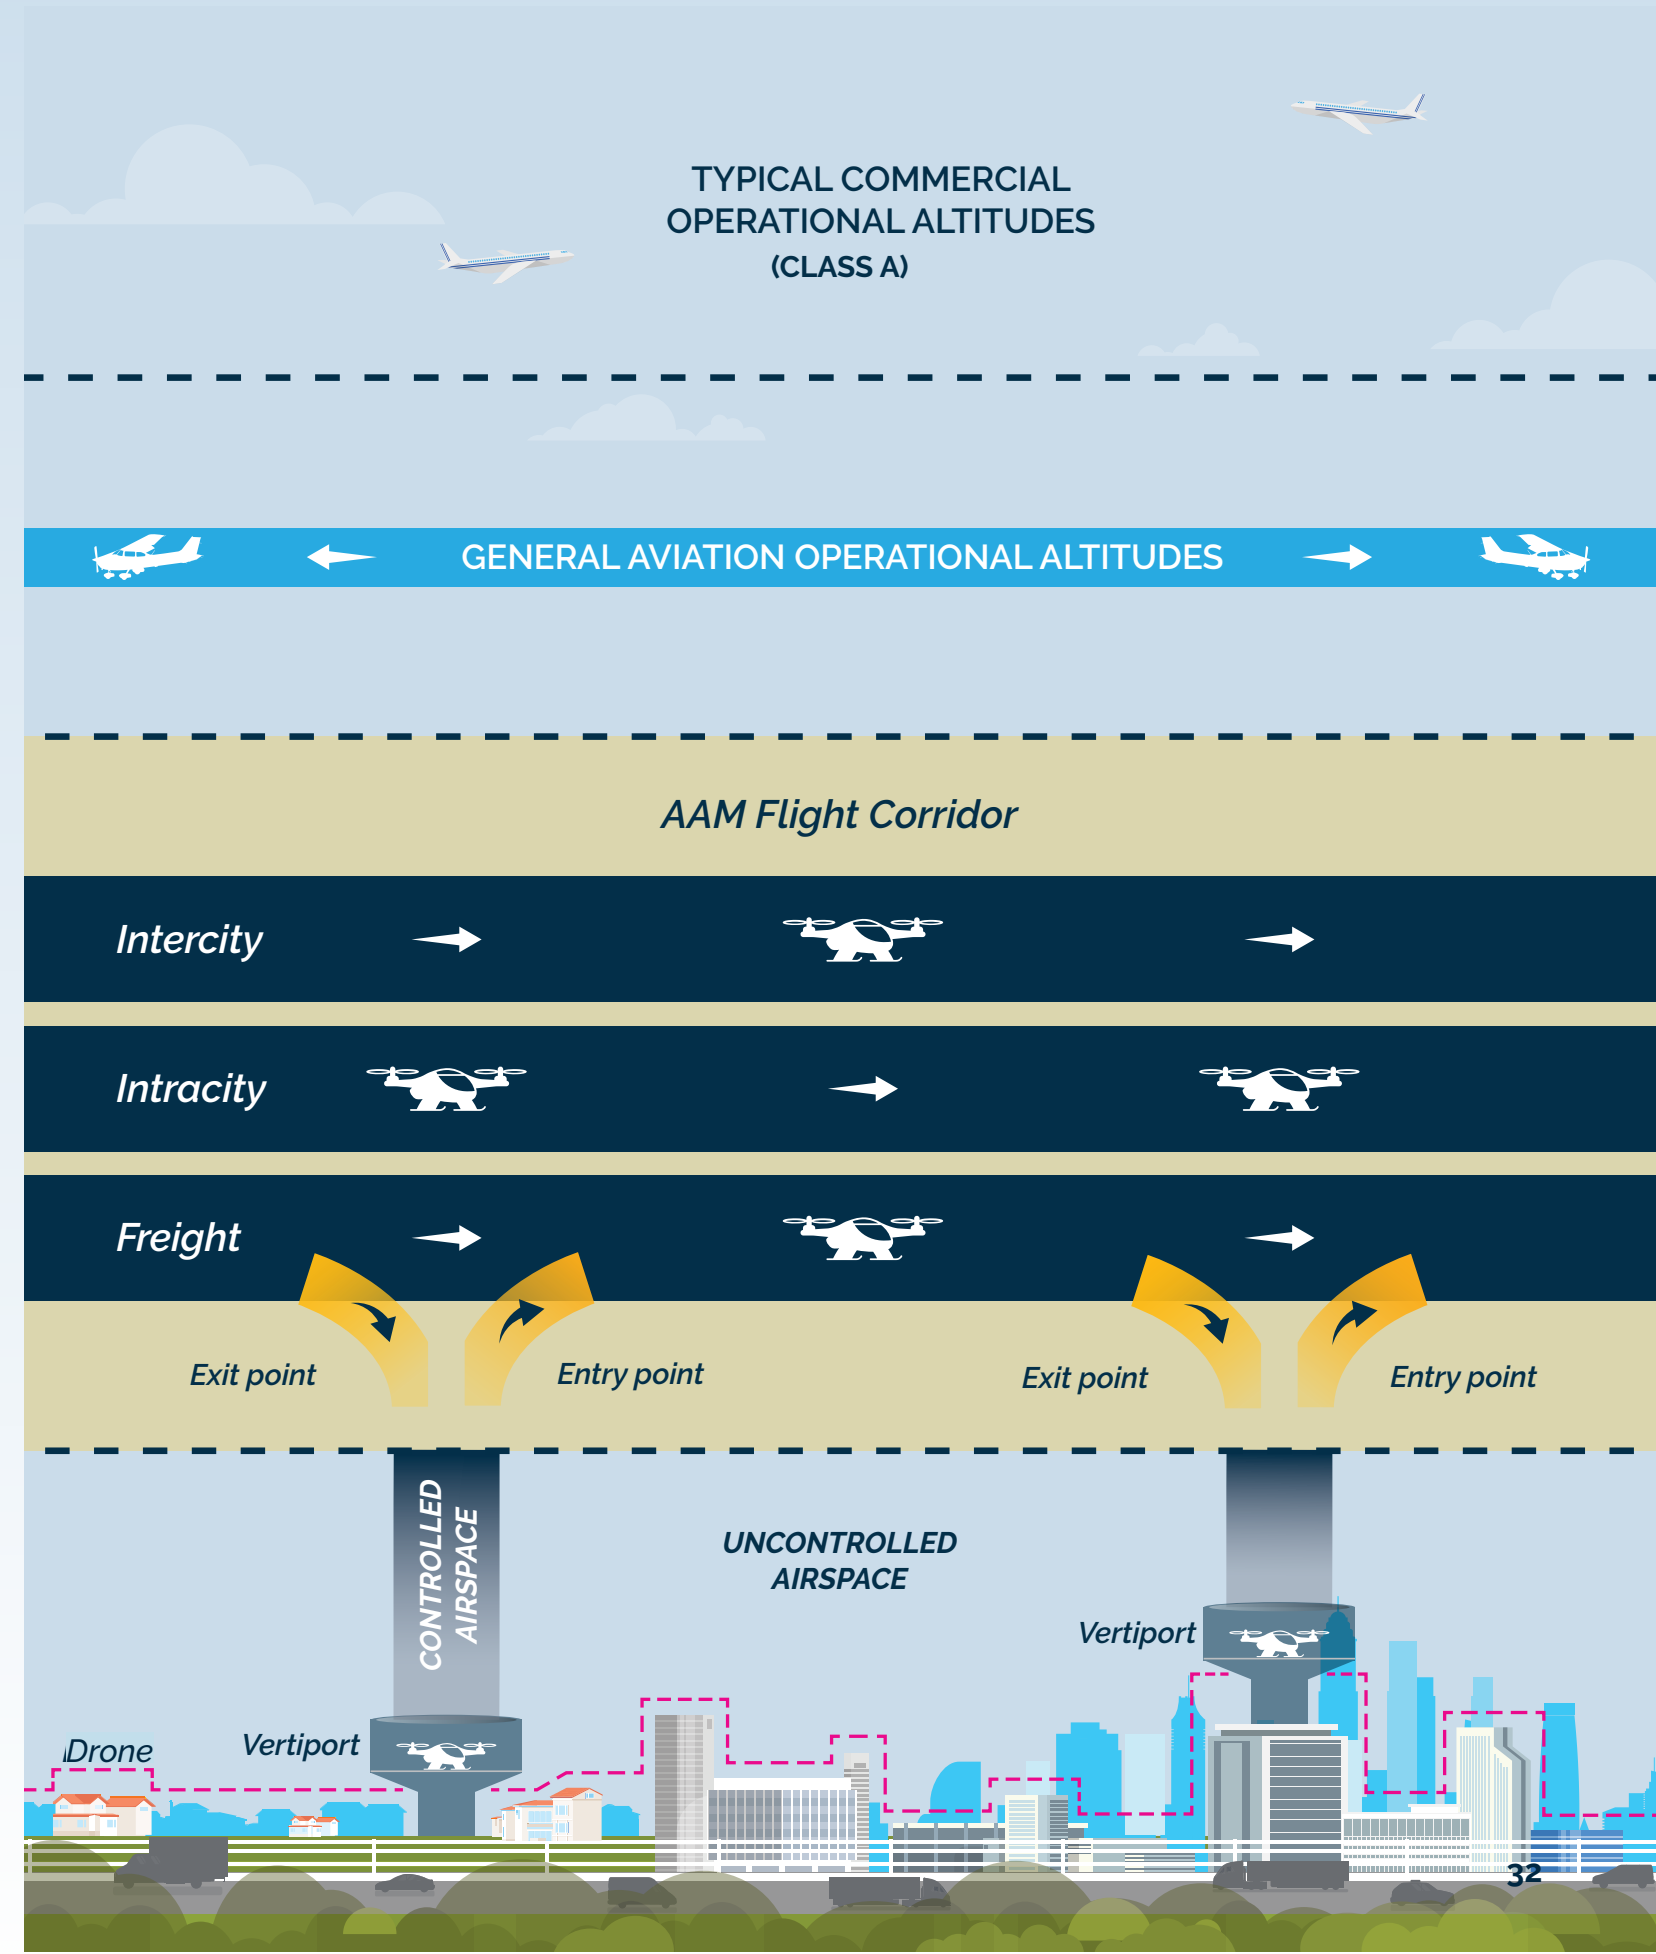 TYPICAL COMMERCIAL
OPERATIONAL ALTITUDES
(CLASS A)
GENERAL AVIATION OPERATIONAL ALTITUDES
AAM Flight Corridor
Intercity
Intracity
Freight
Exit point
Entry point
Exit point
Entry point
CONTROLLED
AIRSPACE
UNCONTROLLED
AIRSPACE
Vertiport
Drone
Vertiport
32